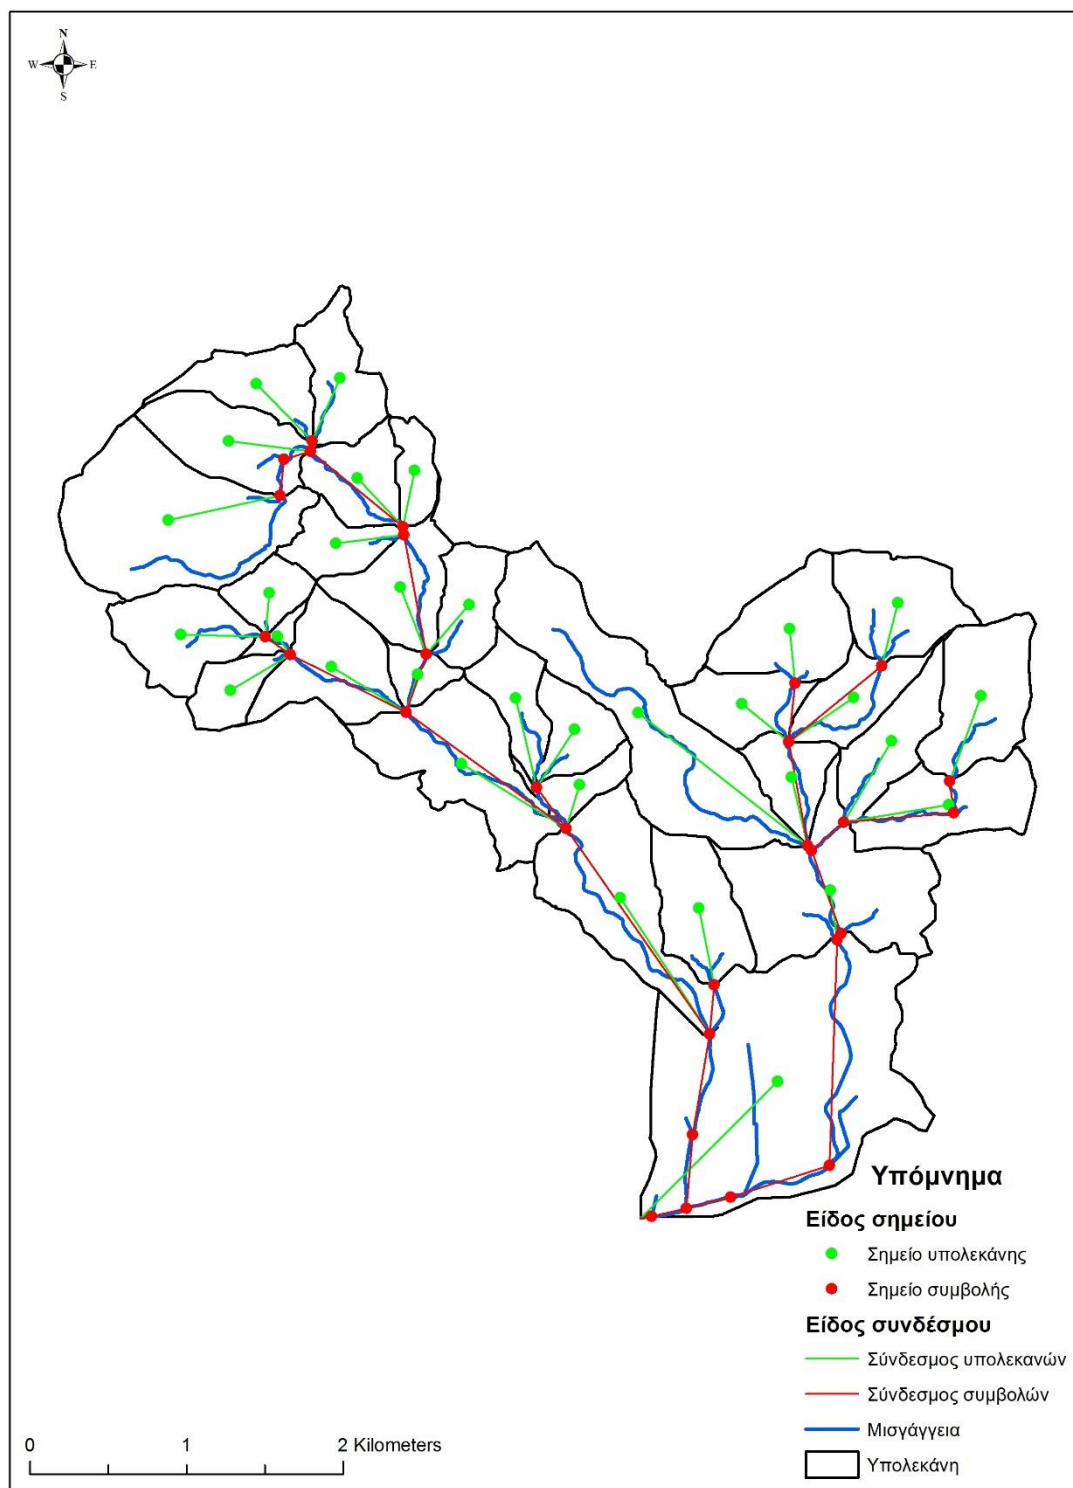 N
W E
S
Υπόμνημα
Είδος σημείου
Σημείο υπολεκάνης
Σημείο συμβολής
Είδος συνδέσμου
Σύνδεσμος υπολεκανών
Σύνδεσμος συμβολών
Μισγάγγεια
Υπολεκάνη
0 1 2 Kilometers